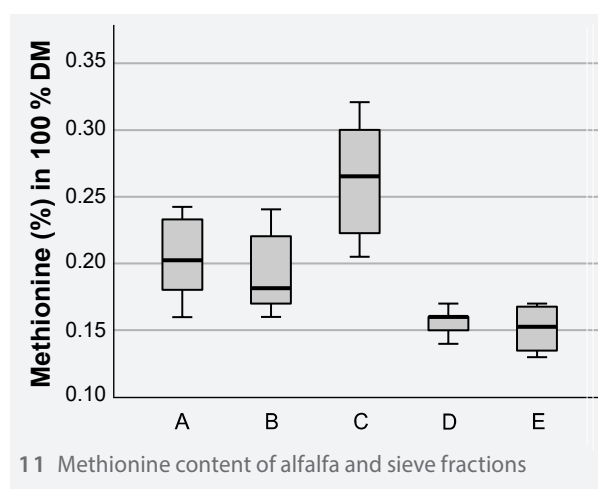 Methionine (%) in 100 % DM
0.35
0.30
0.25
0.20
0.15
0.10
A B C D E
11 Methionine content of alfalfa and sieve fractions